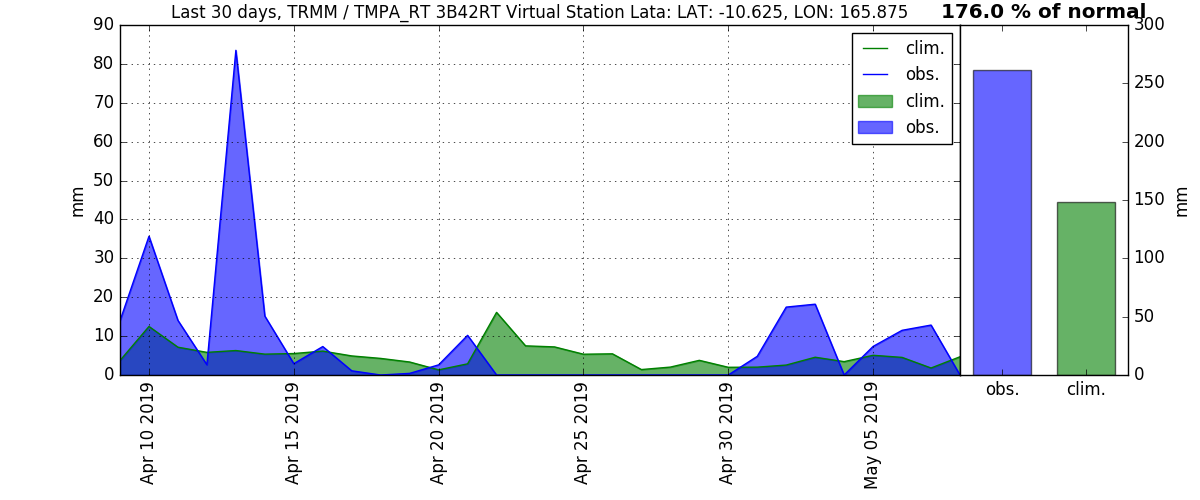 Last 30 days, TRMM / TMPA_RT 3B42RT Virtual Station Lata: LAT: -10.625, LON: 165.875
176.0 % of normal
90
80
70
60
50
40
30
20
10
0
mm
clim.
obs.
clim.
obs.
Apr 10 2019
Apr 15 2019
Apr 20 2019
Apr 25 2019
Apr 30 2019
May 05 2019
300
250
200
150
100
50
0
mm
obs.
clim.